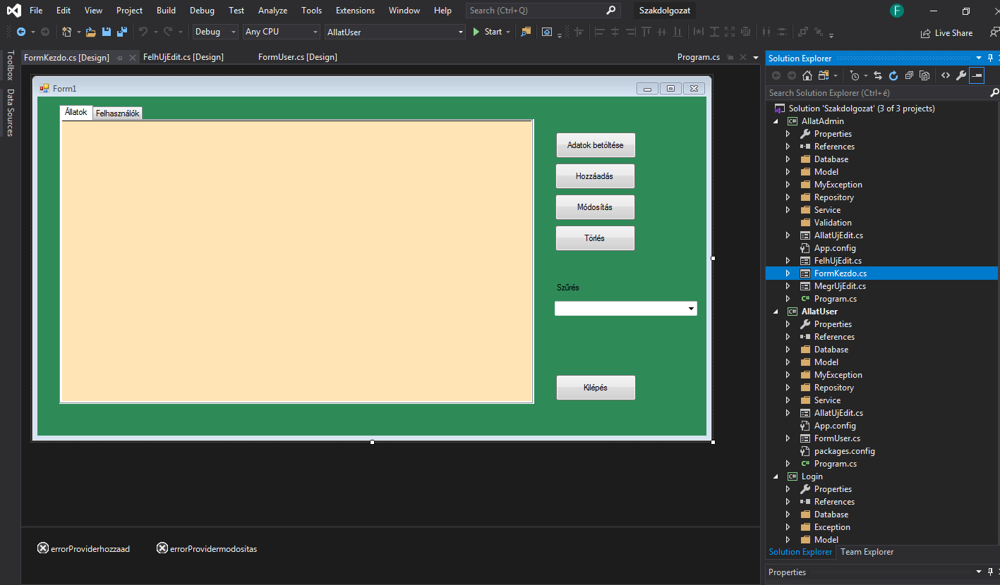 File Edit View Project Build Debug Test Analyze Tools Extensions Window Help Search (Ctrl+Q) Szakdolgozat F
Debug Any CPU AllatUser Start Live Share
Toolbox
Data Sources
FormKezdo.cs [Design] FelhUjEdit.cs [Design] FormUser.cs [Design] Program.cs
Form1
Állatok Felhasználók
Adatok betöltése
Hozzáadás
Módosítás
Törlés
Szűrés
Kilépés
errorProviderhozzaad errorProvidermodositas
Solution Explorer
Search Solution Explorer (Ctrl+é)
Solution 'Szakdolgozat' (3 of 3 projects)
C# AllatAdmin
Properties
References
Database
Model
MyException
Repository
Service
Validation
AllatUjEdit.cs
App.config
FelhUjEdit.cs
FormKezdo.cs
MegrUjEdit.cs
C# Program.cs
C# AllatUser
Properties
References
Database
Model
MyException
Repository
Service
AllatUjEdit.cs
App.config
FormUser.cs
packages.config
C# Program.cs
C# Login
Properties
References
Database
Exception
Model
Solution Explorer Team Explorer
Properties